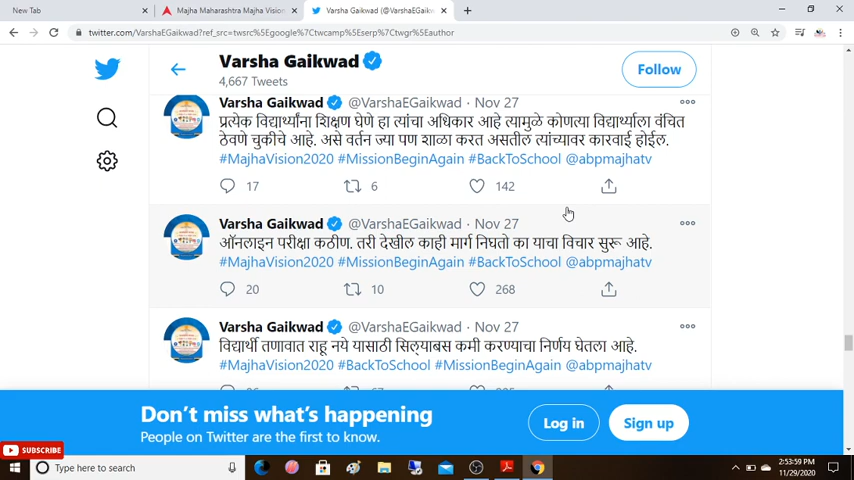 New Tab
Majha Maharashtra Majha Vision
Varsha Gaikwad (@VarshaEGaikw
twitter.com/VarshaEGaikwad?ref_src=twsrc%5Egoogle%7Ctwcamp%5Eserp%7Ctwgr%5Eauthor
Varsha Gaikwad
4,667 Tweets
Follow
Varsha Gaikwad @VarshaEGaikwad · Nov 27
प्रत्येक विद्यार्थ्यांना शिक्षण घेणे हा त्यांचा अधिकार आहे त्यामुळे कोणत्या विद्यार्थ्याला वंचित
ठेवणे चुकीचे आहे. असे वर्तन ज्या पण शाळा करत असतील त्यांच्यावर कारवाई होईल.
#MajhaVision2020 #MissionBeginAgain #BackToSchool @abpmajhatv
17 6 142
Varsha Gaikwad @VarshaEGaikwad · Nov 27
ऑनलाइन परीक्षा कठीण. तरी देखील काही मार्ग निघतो का याचा विचार सुरू आहे.
#MajhaVision2020 #MissionBeginAgain #BackToSchool @abpmajhatv
20 10 268
Varsha Gaikwad @VarshaEGaikwad · Nov 27
विद्यार्थी तणावात राहू नये यासाठी सिल्याबस कमी करण्याचा निर्णय घेतला आहे.
#MajhaVision2020 #BackToSchool #MissionBeginAgain @abpmajhatv
Don't miss what's happening
People on Twitter are the first to know.
Log in
Sign up
SUBSCRIBE
Type here to search
2:53:59 PM
11/29/2020